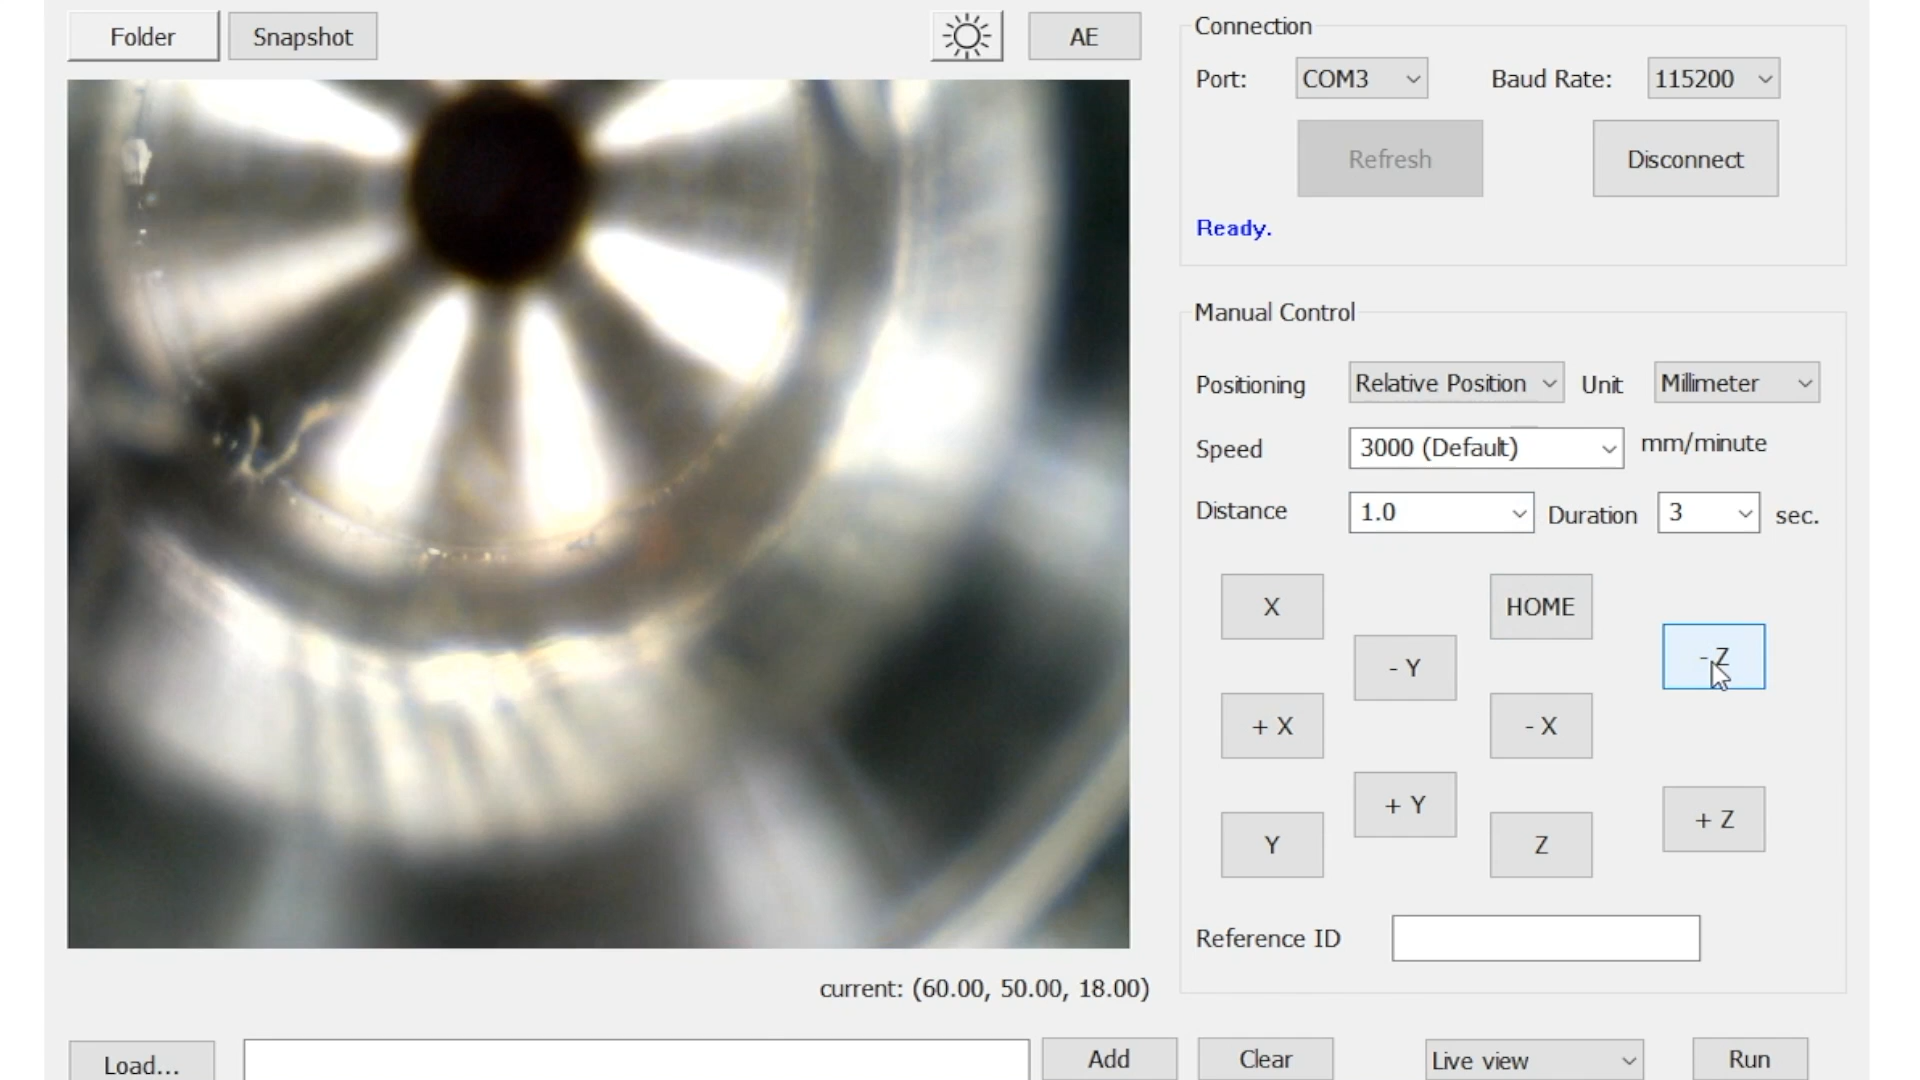 Folder
Snapshot
AE
Connection
Port:
COM3
Baud Rate:
115200
Refresh
Disconnect
Ready.
Manual Control
Positioning
Relative Position
Unit
Millimeter
Speed
3000 (Default)
mm/minute
Distance
1.0
Duration
3
sec.
X
HOME
- Z
- Y
+ X
- X
+ Y
+ Z
Y
Z
Reference ID
current: (60.00, 50.00, 18.00)
Load...
Add
Clear
Live view
Run